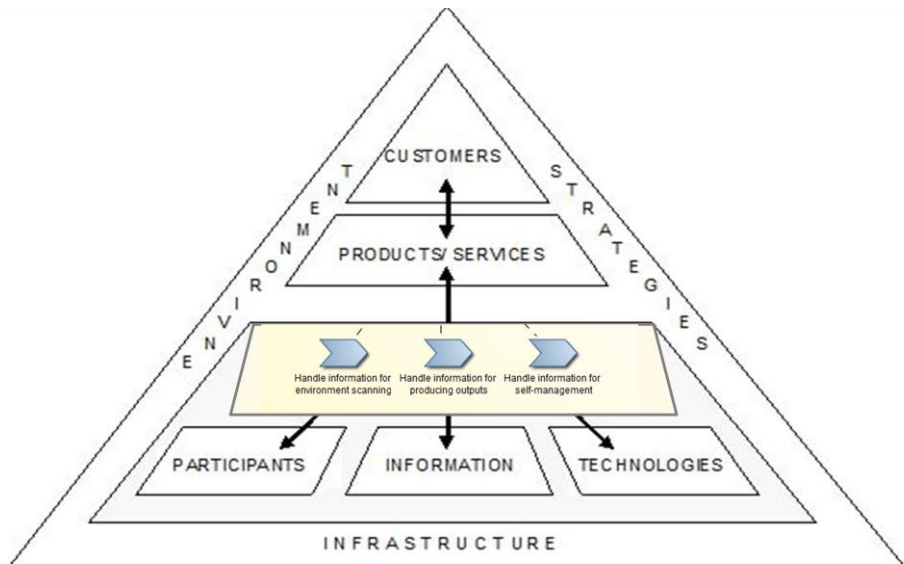 CUSTOMERS
ENVIRONMENT
STRATEGIES
PRODUCTS/ SERVICES
Handle information for
environment scanning
Handle information for
producing outputs
Handle information for
self-management
PARTICIPANTS
INFORMATION
TECHNOLOGIES
INFRASTRUCTURE